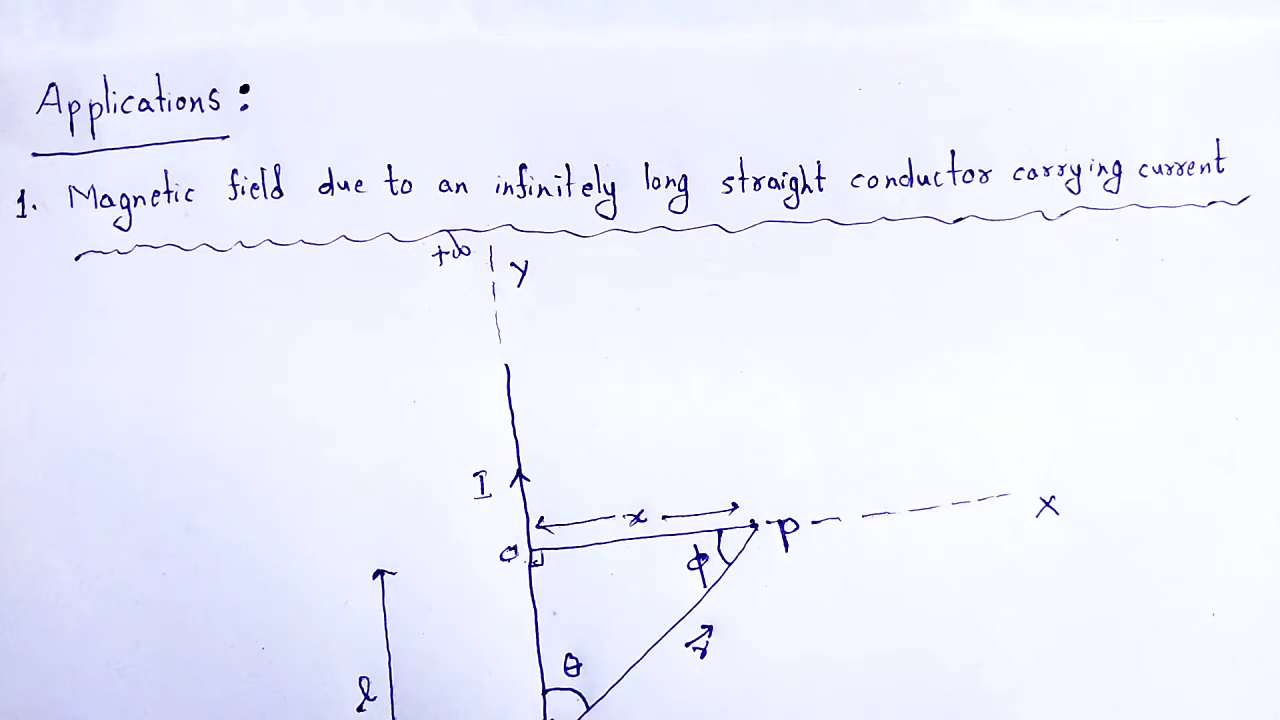 Applications:
1. Magnetic field due to an infinitely long straight conductor carrying current
+∞
y
I
x
X
O
P
ϕ
r⃗
θ
l